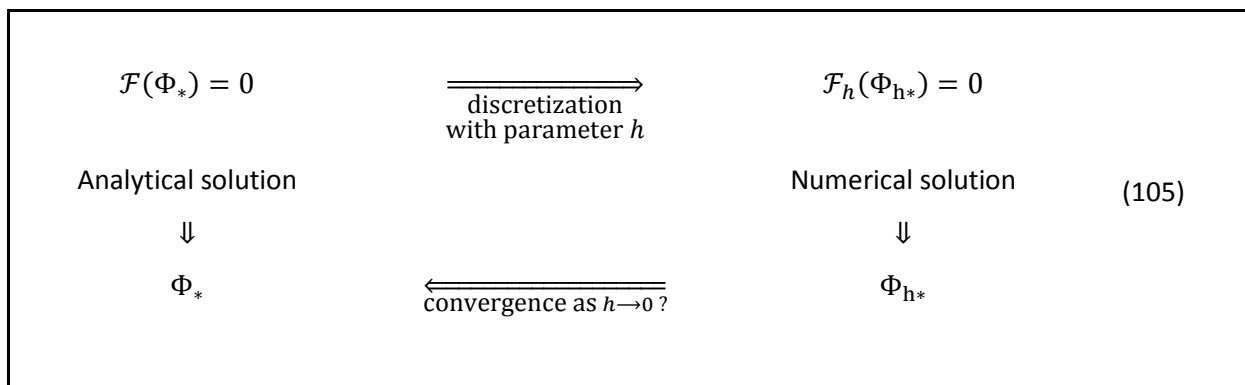 ℱ(Φ∗) = 0 ⟹ ℱₕ(Φh∗) = 0
discretization
with parameter h
Analytical solution Numerical solution (105)
⇓ ⇓
Φ∗ ⟸ Φh∗
convergence as h→0 ?